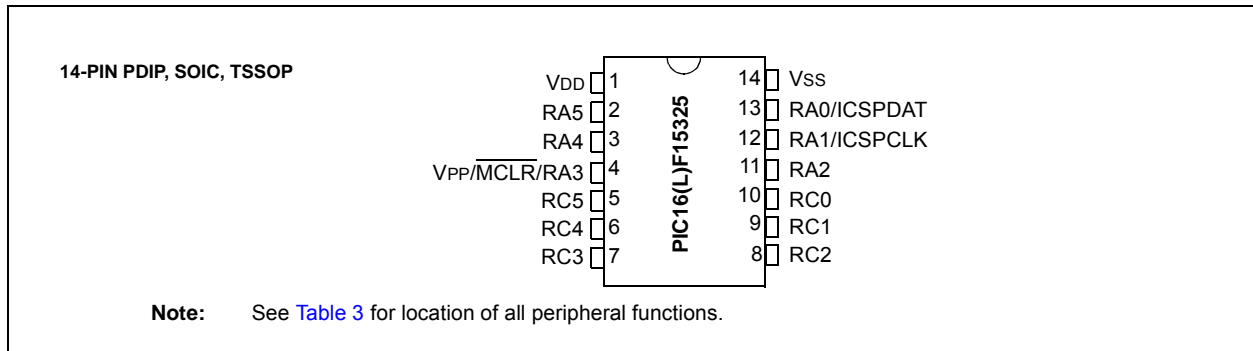 14-PIN PDIP, SOIC, TSSOP
VDD 1 14 VSS
RA5 2 13 RA0/ICSPDAT
RA4 3 12 RA1/ICSPCLK
VPP/MCLR/RA3 4 11 RA2
RC5 5 10 RC0
RC4 6 9 RC1
RC3 7 8 RC2
PIC16(L)F15325
Note: See Table 3 for location of all peripheral functions.